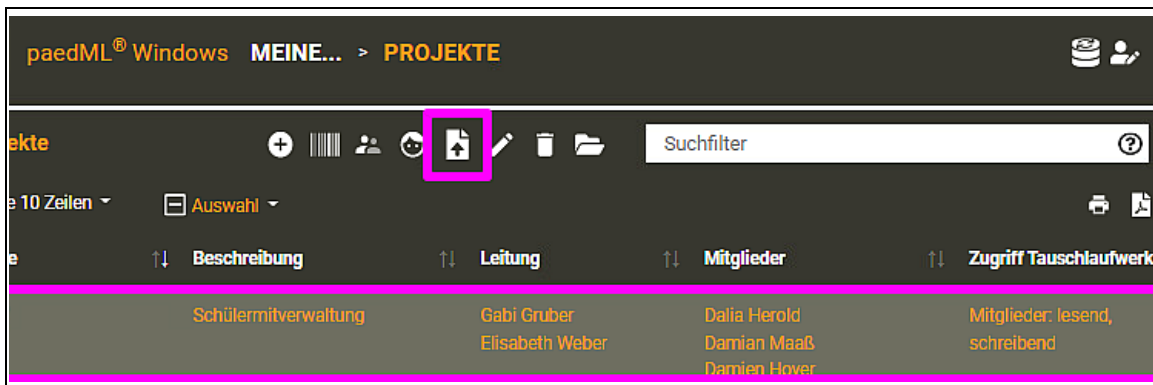 paedML® Windows MEINE... > PROJEKTE
ekte Suchfilter
e 10 Zeilen Auswahl
e Beschreibung Leitung Mitglieder Zugriff Tauschlaufwerk
Schülermitverwaltung Gabi Gruber Dalia Herold Mitglieder: lesend,
Elisabeth Weber Damian Maaß schreibend
Damien Hoyer